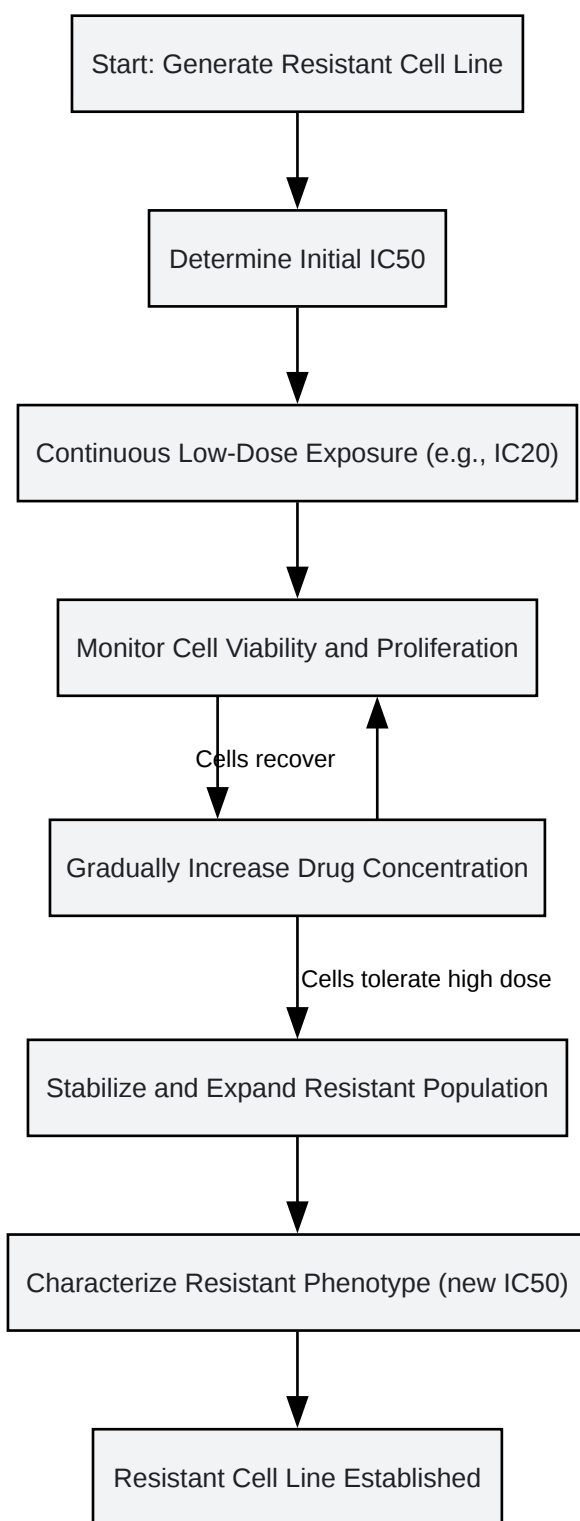 Start: Generate Resistant Cell Line
Determine Initial IC50
Continuous Low-Dose Exposure (e.g., IC20)
Monitor Cell Viability and Proliferation
Cells recover
Gradually Increase Drug Concentration
Cells tolerate high dose
Stabilize and Expand Resistant Population
Characterize Resistant Phenotype (new IC50)
Resistant Cell Line Established